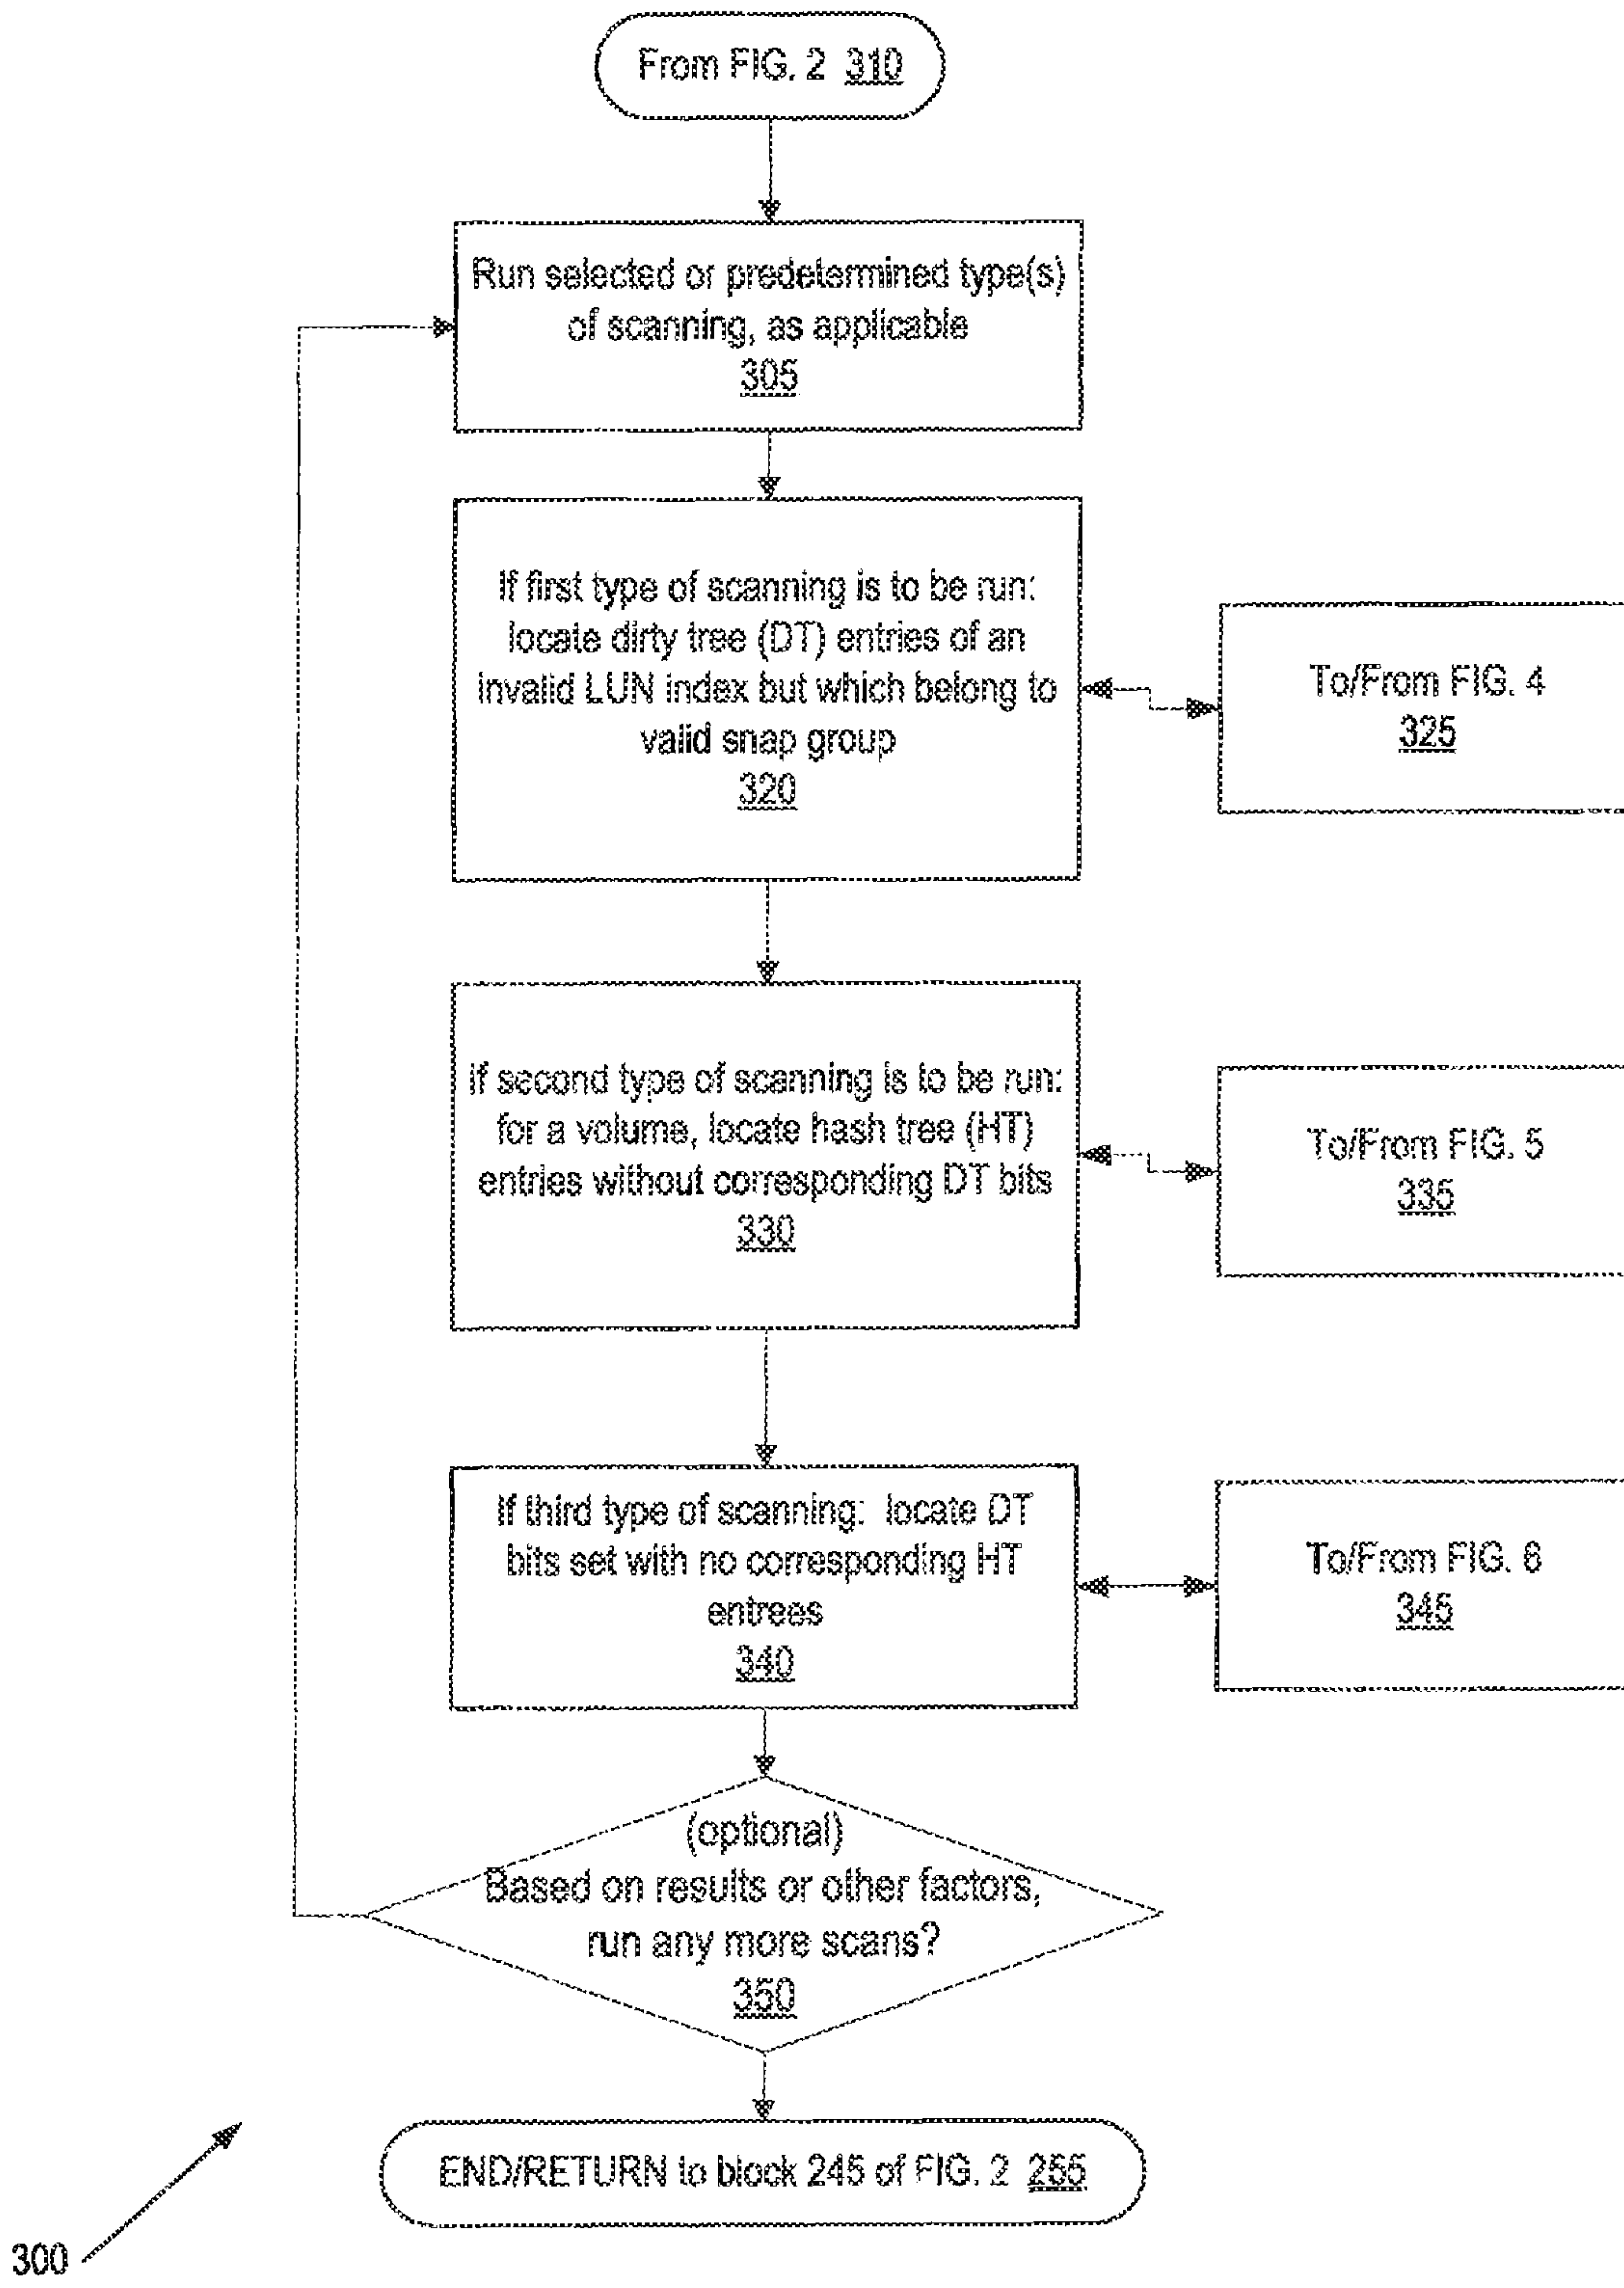 From FIG. 2 310
Run selected or predetermined type(s)
of scanning, as applicable
305
If first type of scanning is to be run:
locate dirty tree (DT) entries of an
invalid LUN index but which belong to
valid snap group
320
To/From FIG. 4
325
If second type of scanning is to be run:
for a volume, locate hash tree (HT)
entries without corresponding DT bits
330
To/From FIG. 5
335
If third type of scanning: locate DT
bits set with no corresponding HT
entrees
340
To/From FIG. 6
345
(optional)
Based on results or other factors,
run any more scans?
350
END/RETURN to block 245 of FIG. 2 255
300